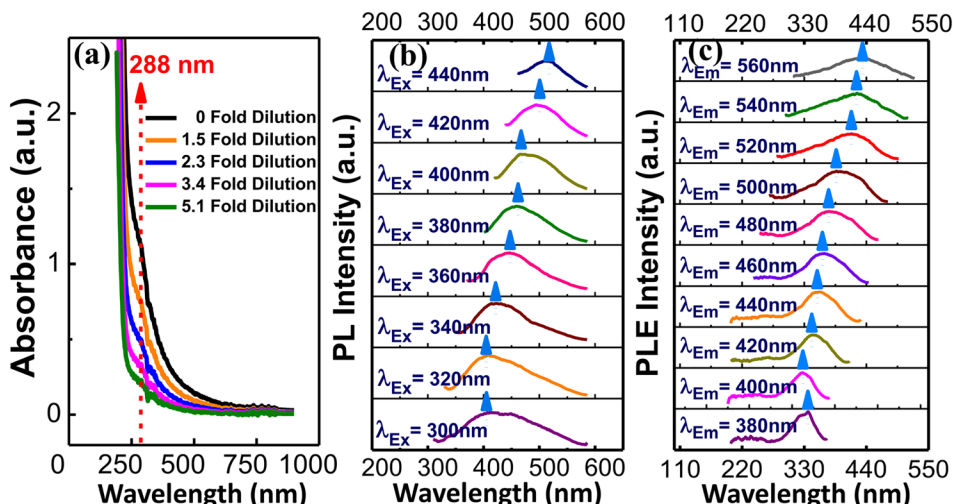 (a)
288 nm
0 Fold Dilution
1.5 Fold Dilution
2.3 Fold Dilution
3.4 Fold Dilution
5.1 Fold Dilution
Absorbance (a.u.)
2
1
0
0 250 500 750 1000
Wavelength (nm)
200 300 400 500 600
(b)
λEx = 440nm
λEx = 420nm
λEx = 400nm
λEx = 380nm
λEx = 360nm
λEx = 340nm
λEx = 320nm
λEx = 300nm
PL Intensity (a.u.)
200 300 400 500 600
Wavelength (nm)
110 220 330 440 550
(c)
λEm = 560nm
λEm = 540nm
λEm = 520nm
λEm = 500nm
λEm = 480nm
λEm = 460nm
λEm = 440nm
λEm = 420nm
λEm = 400nm
λEm = 380nm
PLE Intensity (a.u.)
110 220 330 440 550
Wavelength (nm)